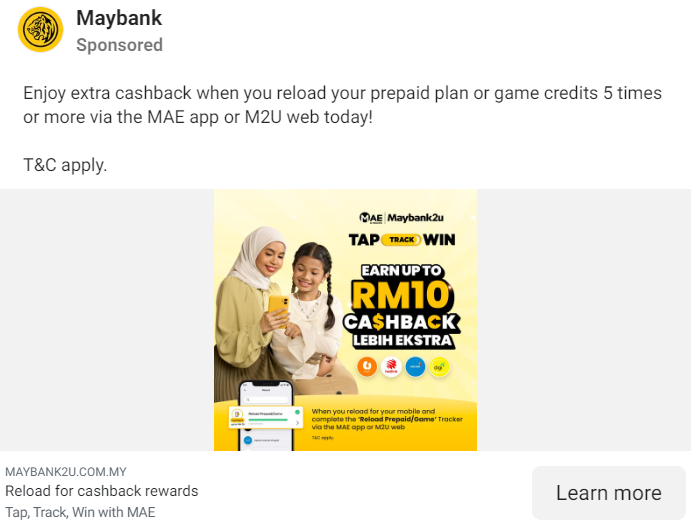 Maybank
Sponsored
Enjoy extra cashback when you reload your prepaid plan or game credits 5 times
or more via the MAE app or M2U web today!
T&C apply.
MAE Maybank2u
TAP TRACK WIN
EARN UP TO
RM10
CA$HBACK
LEBIH EKSTRA
digi
Reload Prepaid/Game
When you reload for your mobile and
complete the 'Reload Prepaid/Game' Tracker
via the MAE app or M2U web
T&C apply.
MAYBANK2U.COM.MY
Reload for cashback rewards
Tap, Track, Win with MAE
Learn more